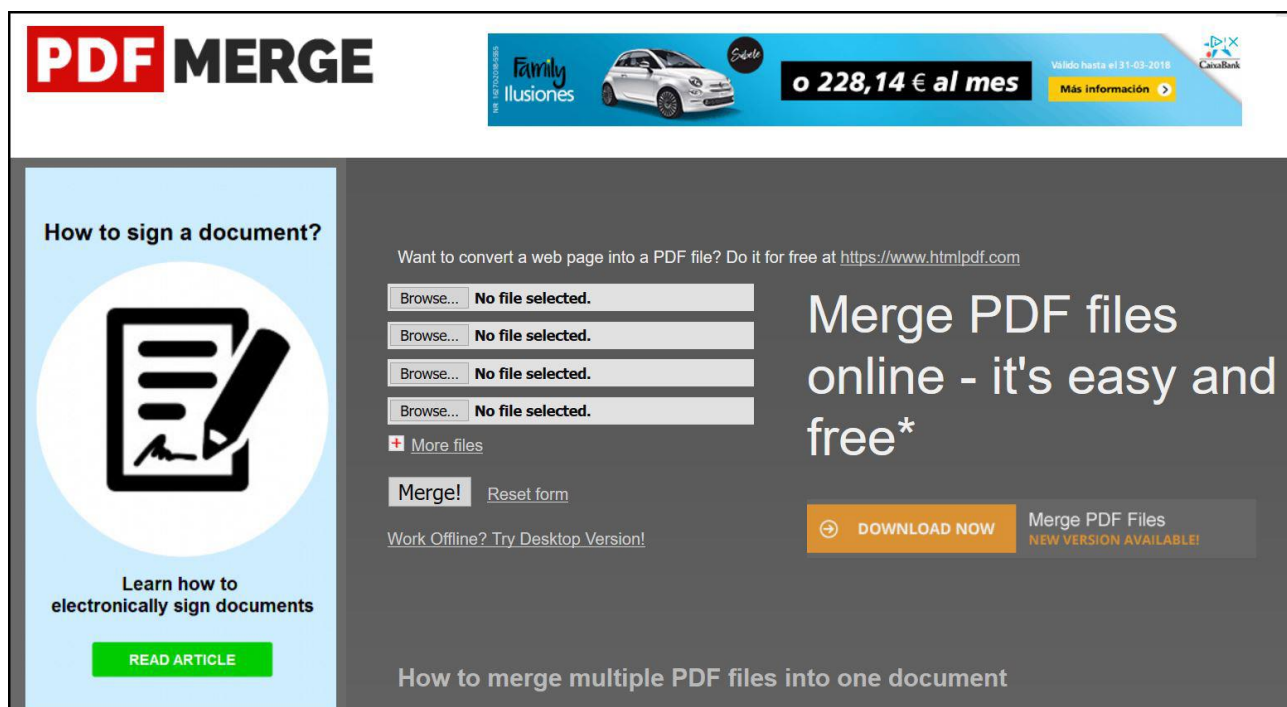 PDF MERGE
NRI: 1827-2018-5555
Family
Ilusiones
Súbete
o 228,14 € al mes
Válido hasta el 31-03-2018
Más información
CaixaBank
How to sign a document?
Learn how to
electronically sign documents
READ ARTICLE
Want to convert a web page into a PDF file? Do it for free at https://www.htmlpdf.com
Browse... No file selected.
Browse... No file selected.
Browse... No file selected.
Browse... No file selected.
More files
Merge! Reset form
Work Offline? Try Desktop Version!
Merge PDF files
online - it's easy and
free*
DOWNLOAD NOW
Merge PDF Files
NEW VERSION AVAILABLE!
How to merge multiple PDF files into one document